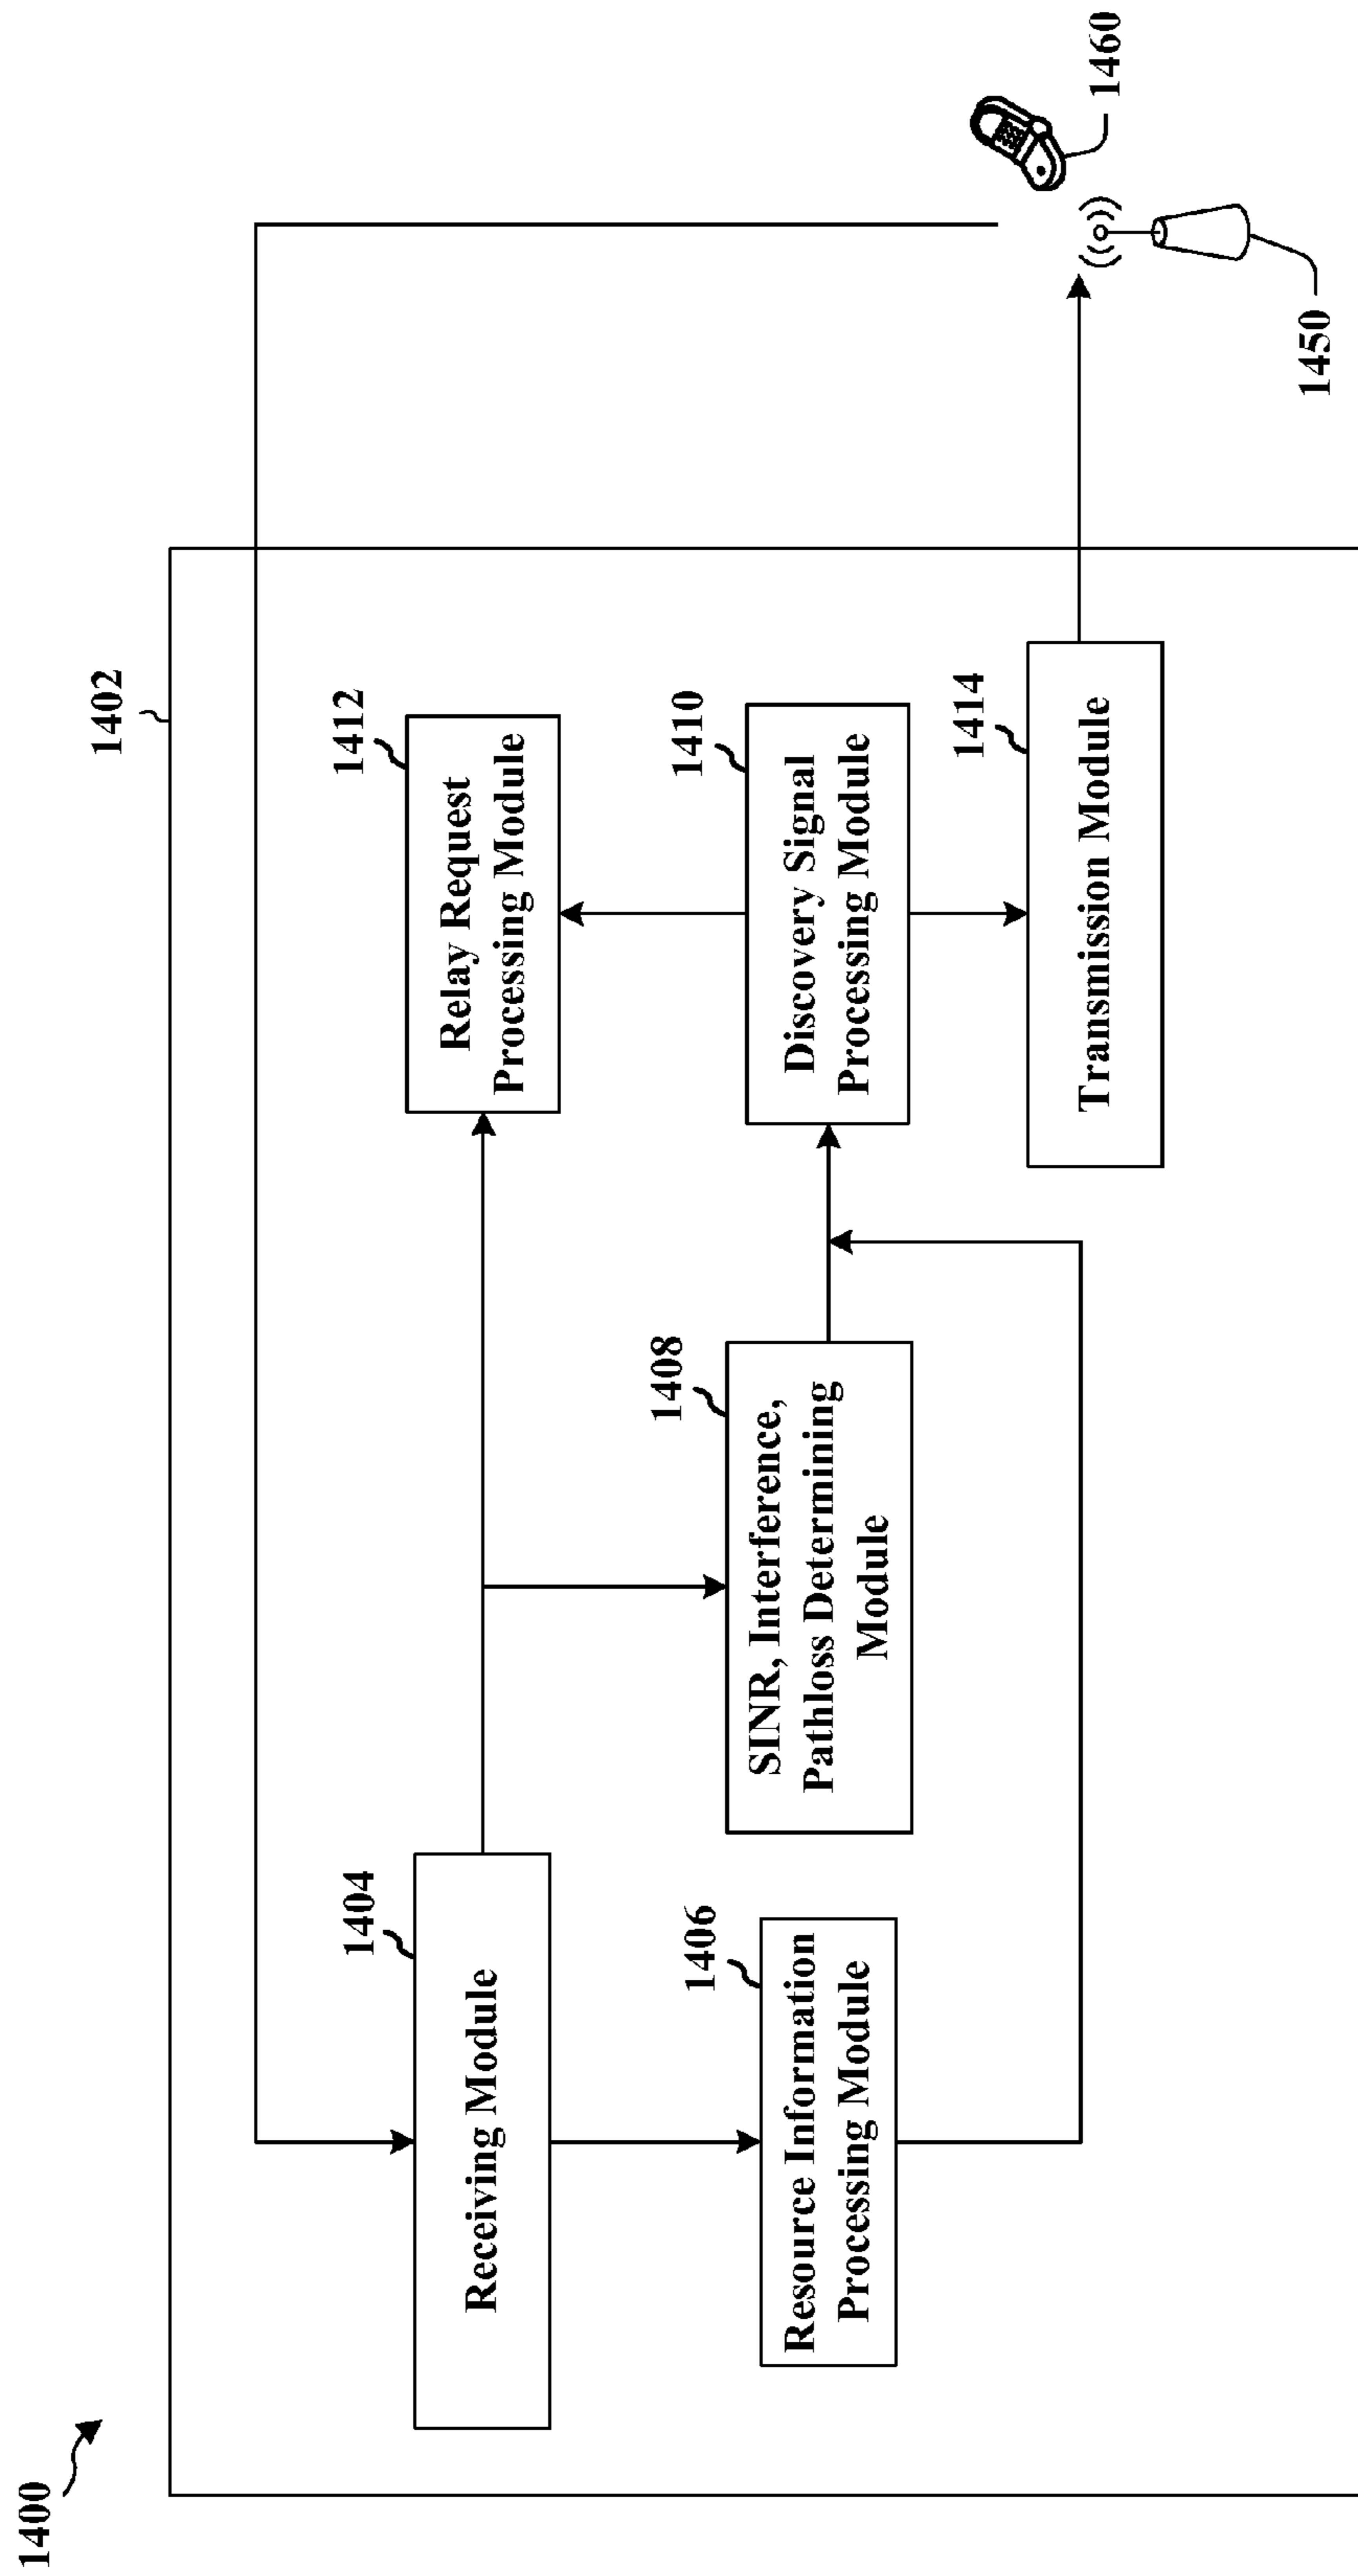 1400
1402
1404
Receiving Module
1412
Relay Request
Processing Module
1406
Resource Information
Processing Module
1408
SINR, Interference,
Pathloss Determining
Module
1410
Discovery Signal
Processing Module
1414
Transmission Module
1460
1450